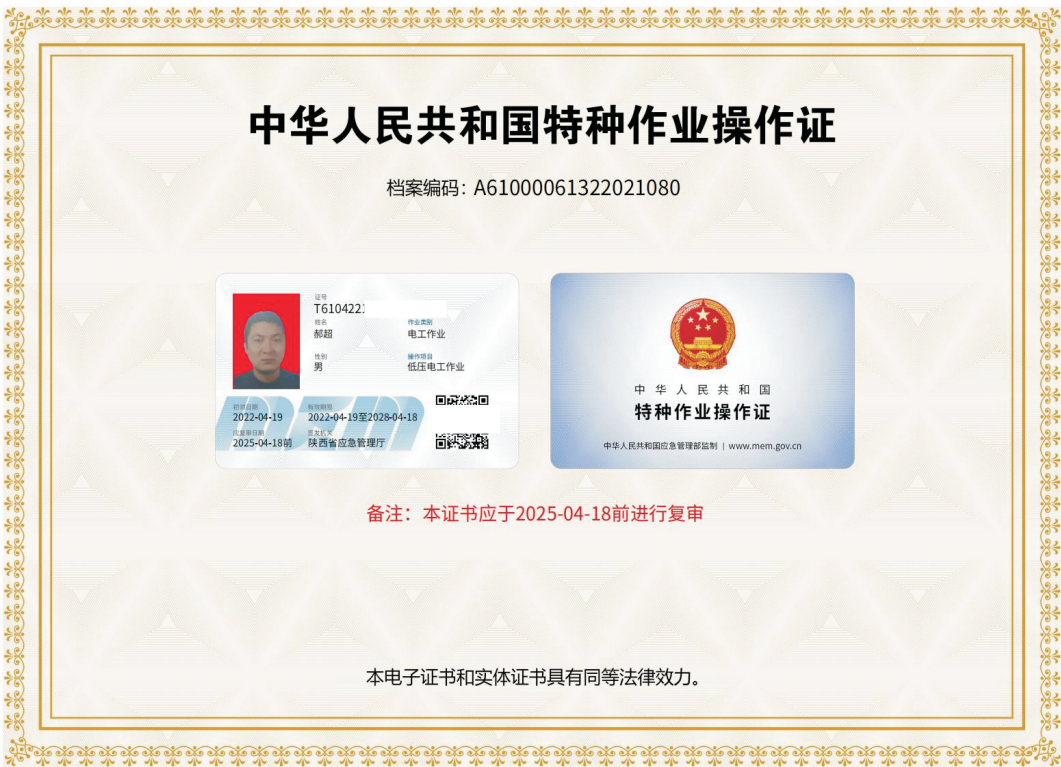 中华人民共和国特种作业操作证
档案编码：A61000061322021080
证号
T6104221
姓名
作业类别
郝超
电工作业
性别
操作项目
男
低压电工作业
初领日期
有效期限
2022-04-19
2022-04-19至2028-04-18
应复审日期
签发机关
2025-04-18前
陕西省应急管理厅
中华人民共和国
特种作业操作证
中华人民共和国应急管理部监制 | www.mem.gov.cn
备注：本证书应于2025-04-18前进行复审
本电子证书和实体证书具有同等法律效力。